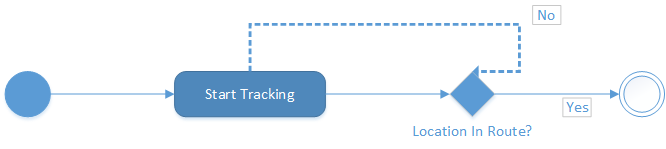 No
Start Tracking
Yes
Location In Route?